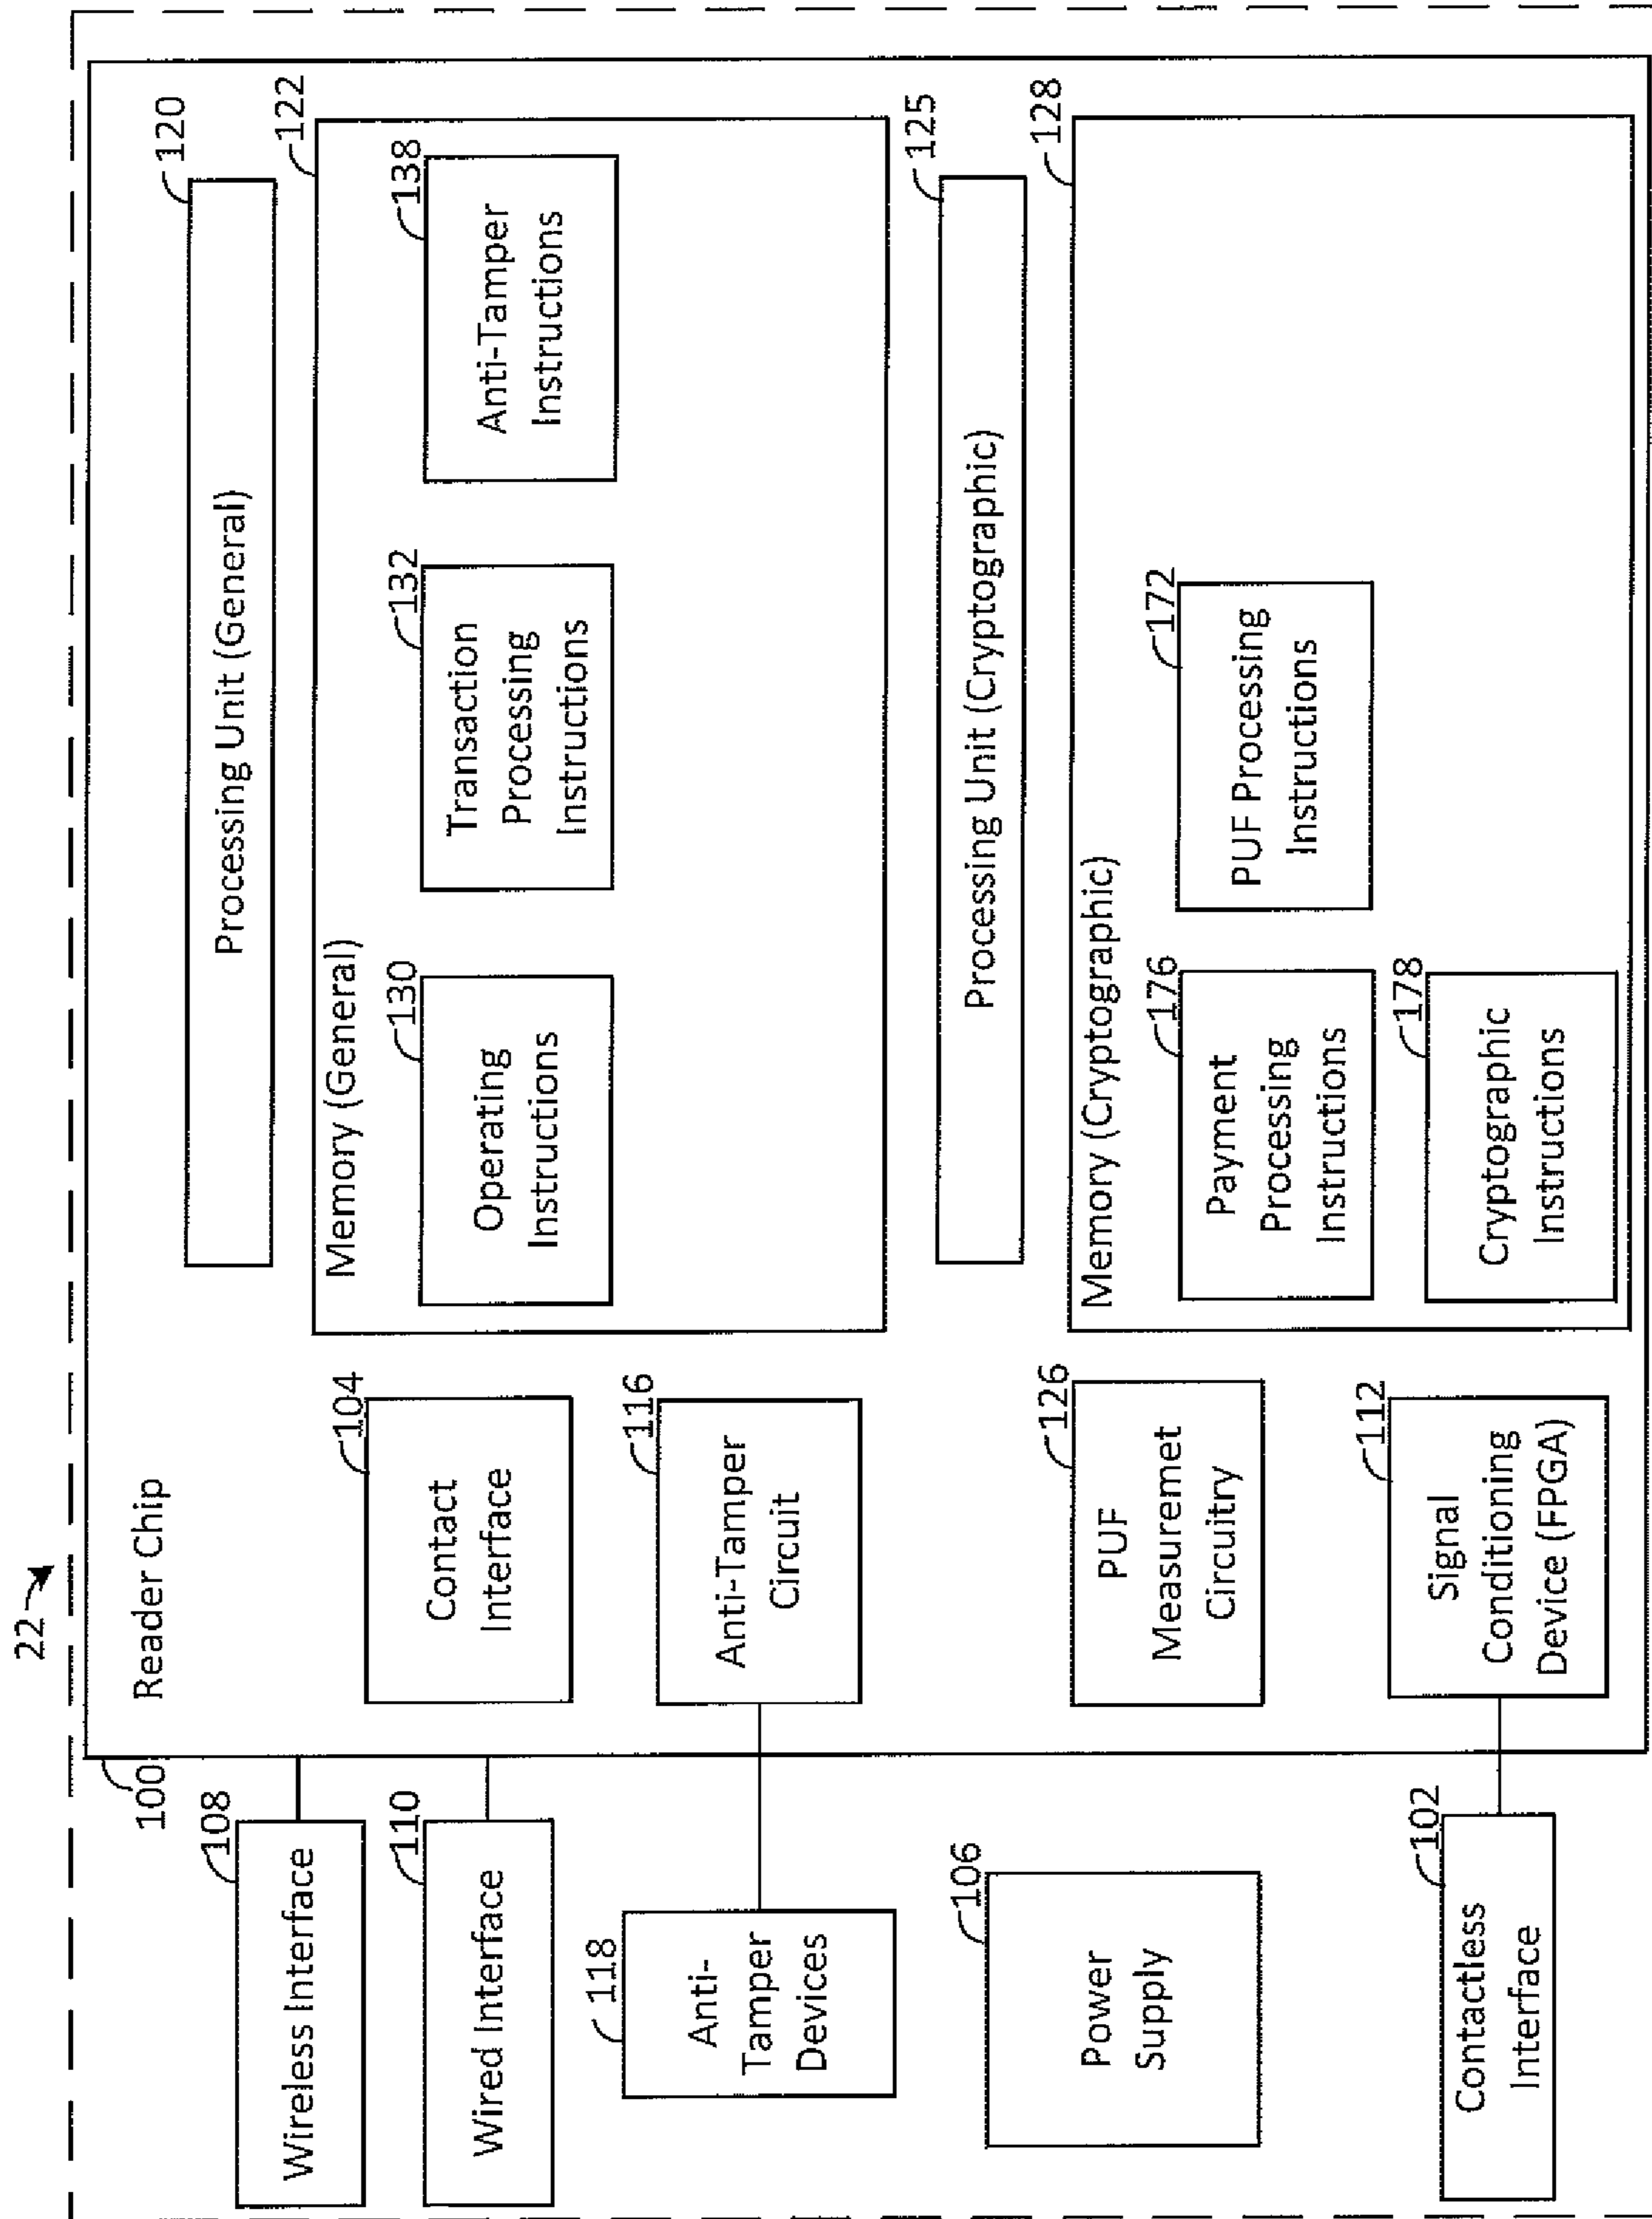 22
100
Reader Chip
108
Wireless Interface
110
Wired Interface
118
Anti-
Tamper
Devices
106
Power
Supply
102
Contactless
Interface
104
Contact
Interface
116
Anti-Tamper
Circuit
126
PUF
Measuremet
Circuitry
112
Signal
Conditioning
Device (FPGA)
120
Processing Unit (General)
122
Memory (General)
130
Operating
Instructions
132
Transaction
Processing
Instructions
138
Anti-Tamper
Instructions
125
Processing Unit (Cryptographic)
128
Memory (Cryptographic)
176
Payment
Processing
Instructions
172
PUF Processing
Instructions
178
Cryptographic
Instructions